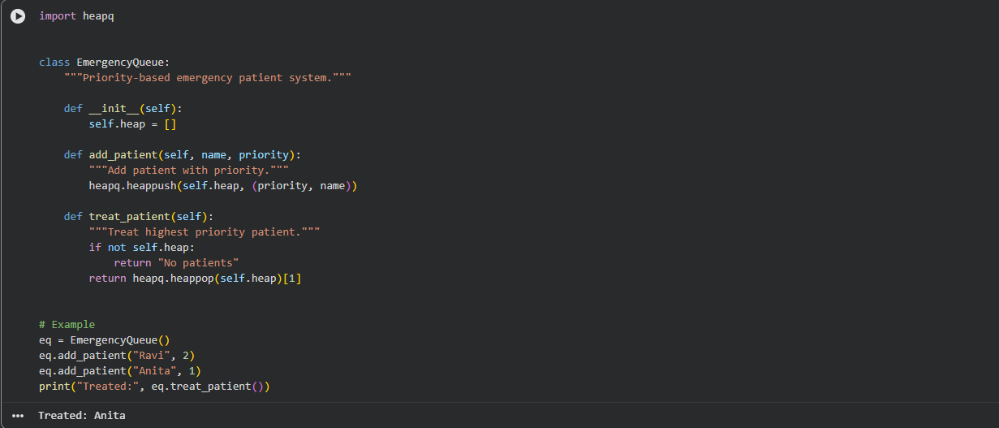 import heapq
class EmergencyQueue:
    """Priority-based emergency patient system."""
    def __init__(self):
        self.heap = []
    def add_patient(self, name, priority):
        """Add patient with priority."""
        heapq.heappush(self.heap, (priority, name))
    def treat_patient(self):
        """Treat highest priority patient."""
        if not self.heap:
            return "No patients"
        return heapq.heappop(self.heap)[1]
# Example
eq = EmergencyQueue()
eq.add_patient("Ravi", 2)
eq.add_patient("Anita", 1)
print("Treated:", eq.treat_patient())
Treated: Anita